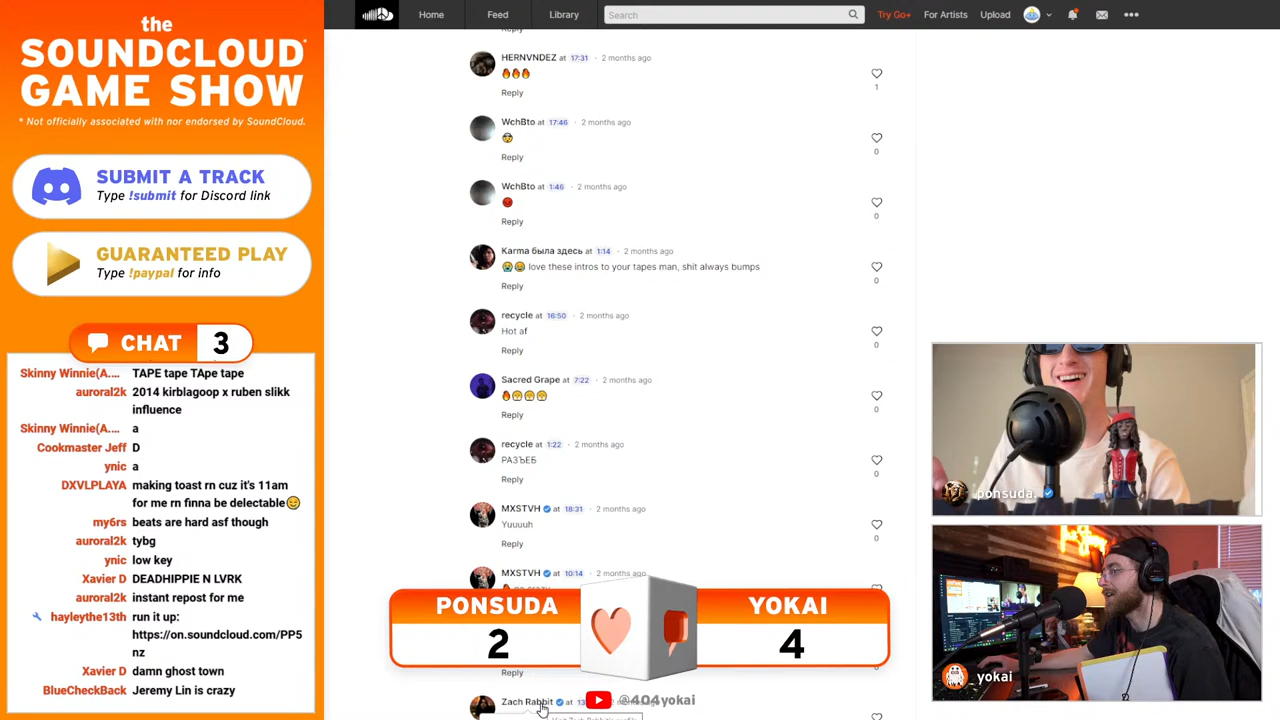 the
SOUNDCLOUD
GAME SHOW
* Not officially associated with nor endorsed by SoundCloud.
SUBMIT A TRACK
Type !submit for Discord link
GUARANTEED PLAY
Type !paypal for info
CHAT 3
Skinny Winnie(A.... TAPE tape TApe tape
auroral2k 2014 kirblagoop x ruben slikk
influence
Skinny Winnie(A.... a
Cookmaster Jeff D
ynic a
DXVLPLAYA making toast rn cuz it's 11am
for me rn finna be delectable😊
my6rs beats are hard asf though
auroral2k tybg
ynic low key
Xavier D DEADHIPPIE N LVRK
auroral2k instant repost for me
hayleythe13th run it up:
https://on.soundcloud.com/PP5
nz
Xavier D damn ghost town
BlueCheckBack Jeremy Lin is crazy
Home Feed Library Search Try Go+ For Artists Upload
HERNVNDEZ at 17:31 · 2 months ago
🔥🔥🔥
1
Reply
WchBto at 17:46 · 2 months ago
0
Reply
WchBto at 1:46 · 2 months ago
0
Reply
Karma была здесь at 1:14 · 2 months ago
😭😂 love these intros to your tapes man, shit always bumps
0
Reply
recycle at 16:50 · 2 months ago
Hot af
0
Reply
Sacred Grape at 7:22 · 2 months ago
0
Reply
recycle at 1:22 · 2 months ago
РАЗЪЕБ
0
Reply
MXSTVH at 18:31 · 2 months ago
Yuuuuh
0
Reply
MXSTVH at 10:14 · 2 months ago
PONSUDA
2
YOKAI
4
Reply
Zach Rabbit at
@404yokai
ponsuda.
yokai